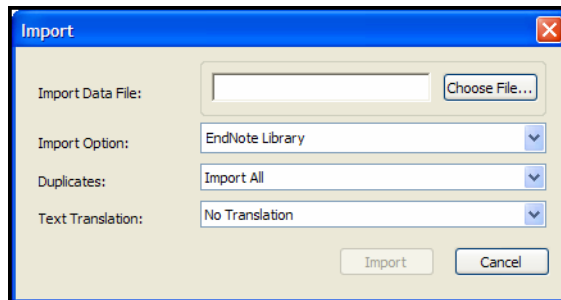 Import
Import Data File:
Choose File...
Import Option:
EndNote Library
Duplicates:
Import All
Text Translation:
No Translation
Import
Cancel